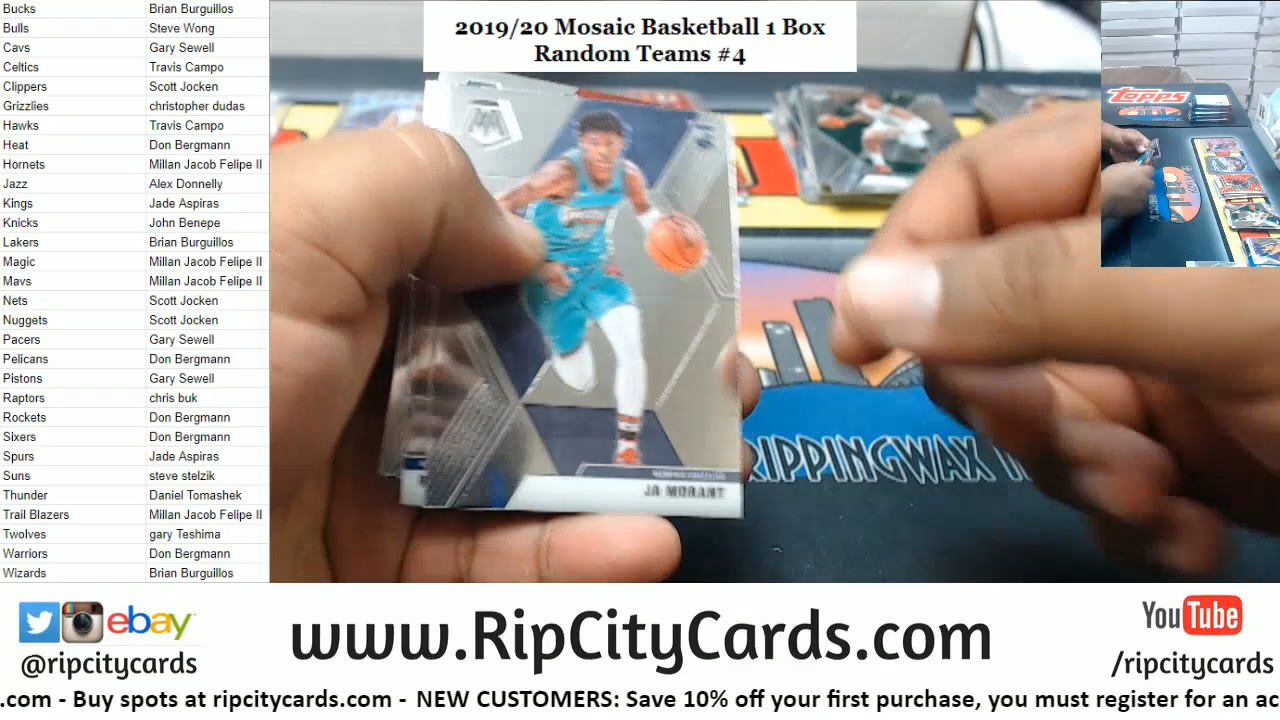 2019/20 Mosaic Basketball 1 Box
Random Teams #4
Bucks Brian Burguillos
Bulls Steve Wong
Cavs Gary Sewell
Celtics Travis Campo
Clippers Scott Jocken
Grizzlies christopher dudas
Hawks Travis Campo
Heat Don Bergmann
Hornets Millan Jacob Felipe II
Jazz Alex Donnelly
Kings Jade Aspiras
Knicks John Benepe
Lakers Brian Burguillos
Magic Millan Jacob Felipe II
Mavs Millan Jacob Felipe II
Nets Scott Jocken
Nuggets Scott Jocken
Pacers Gary Sewell
Pelicans Don Bergmann
Pistons Gary Sewell
Raptors chris buk
Rockets Don Bergmann
Sixers Don Bergmann
Spurs Jade Aspiras
Suns steve stelzik
Thunder Daniel Tomashek
Trail Blazers Millan Jacob Felipe II
Twolves gary Teshima
Warriors Don Bergmann
Wizards Brian Burguillos
JA MORANT
RIPPINGWAX
Topps
ebay
@ripcitycards
www.RipCityCards.com
YouTube
/ripcitycards
.com - Buy spots at ripcitycards.com - NEW CUSTOMERS: Save 10% off your first purchase, you must register for an ac